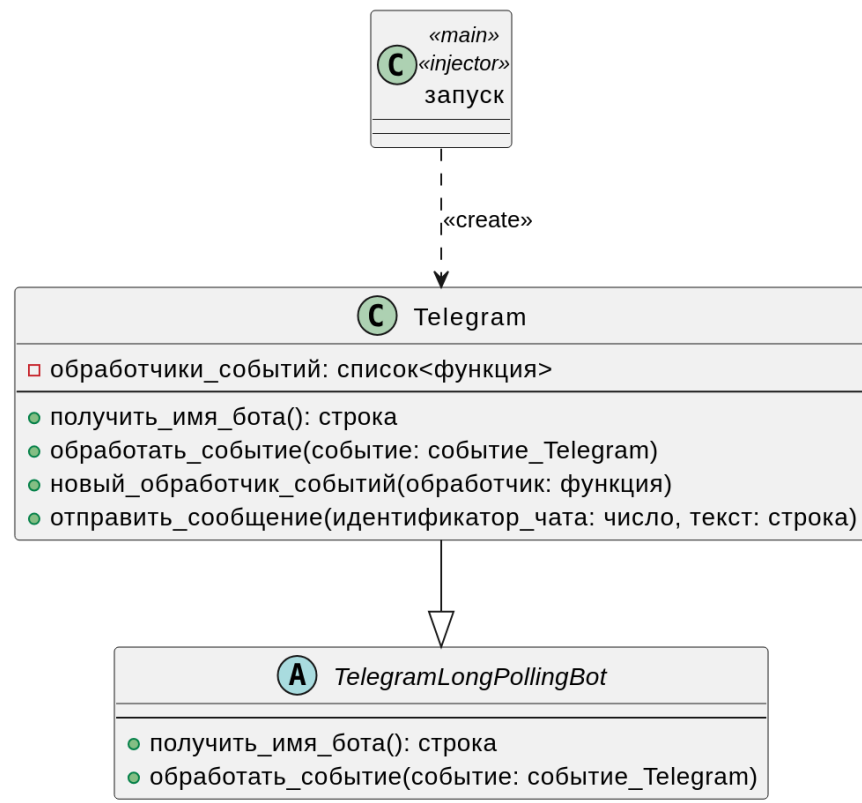 «main»
«injector»
C
запуск
«create»
C Telegram
обработчики_событий: список<функция>
получить_имя_бота(): строка
обработать_событие(событие: событие_Telegram)
новый_обработчик_событий(обработчик: функция)
отправить_сообщение(идентификатор_чата: число, текст: строка)
A TelegramLongPollingBot
получить_имя_бота(): строка
обработать_событие(событие: событие_Telegram)